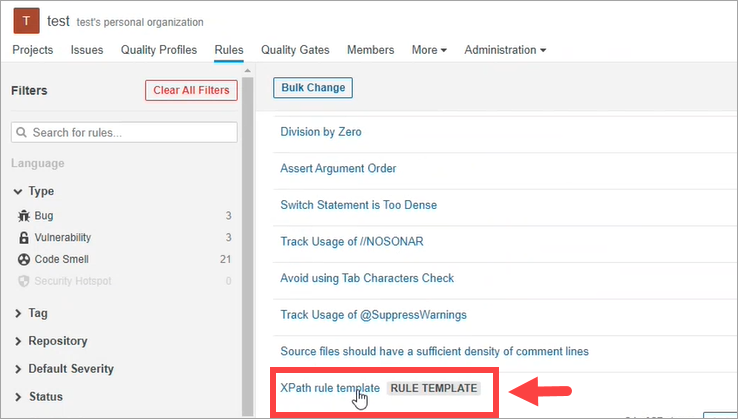 T test test's personal organization
Projects Issues Quality Profiles Rules Quality Gates Members More Administration
Filters Clear All Filters
Bulk Change
Search for rules...
Language
Type
Bug 3
Vulnerability 3
Code Smell 21
Security Hotspot 0
Tag
Repository
Default Severity
Status
Division by Zero
Assert Argument Order
Switch Statement is Too Dense
Track Usage of //NOSONAR
Avoid using Tab Characters Check
Track Usage of @SuppressWarnings
Source files should have a sufficient density of comment lines
XPath rule template RULE TEMPLATE